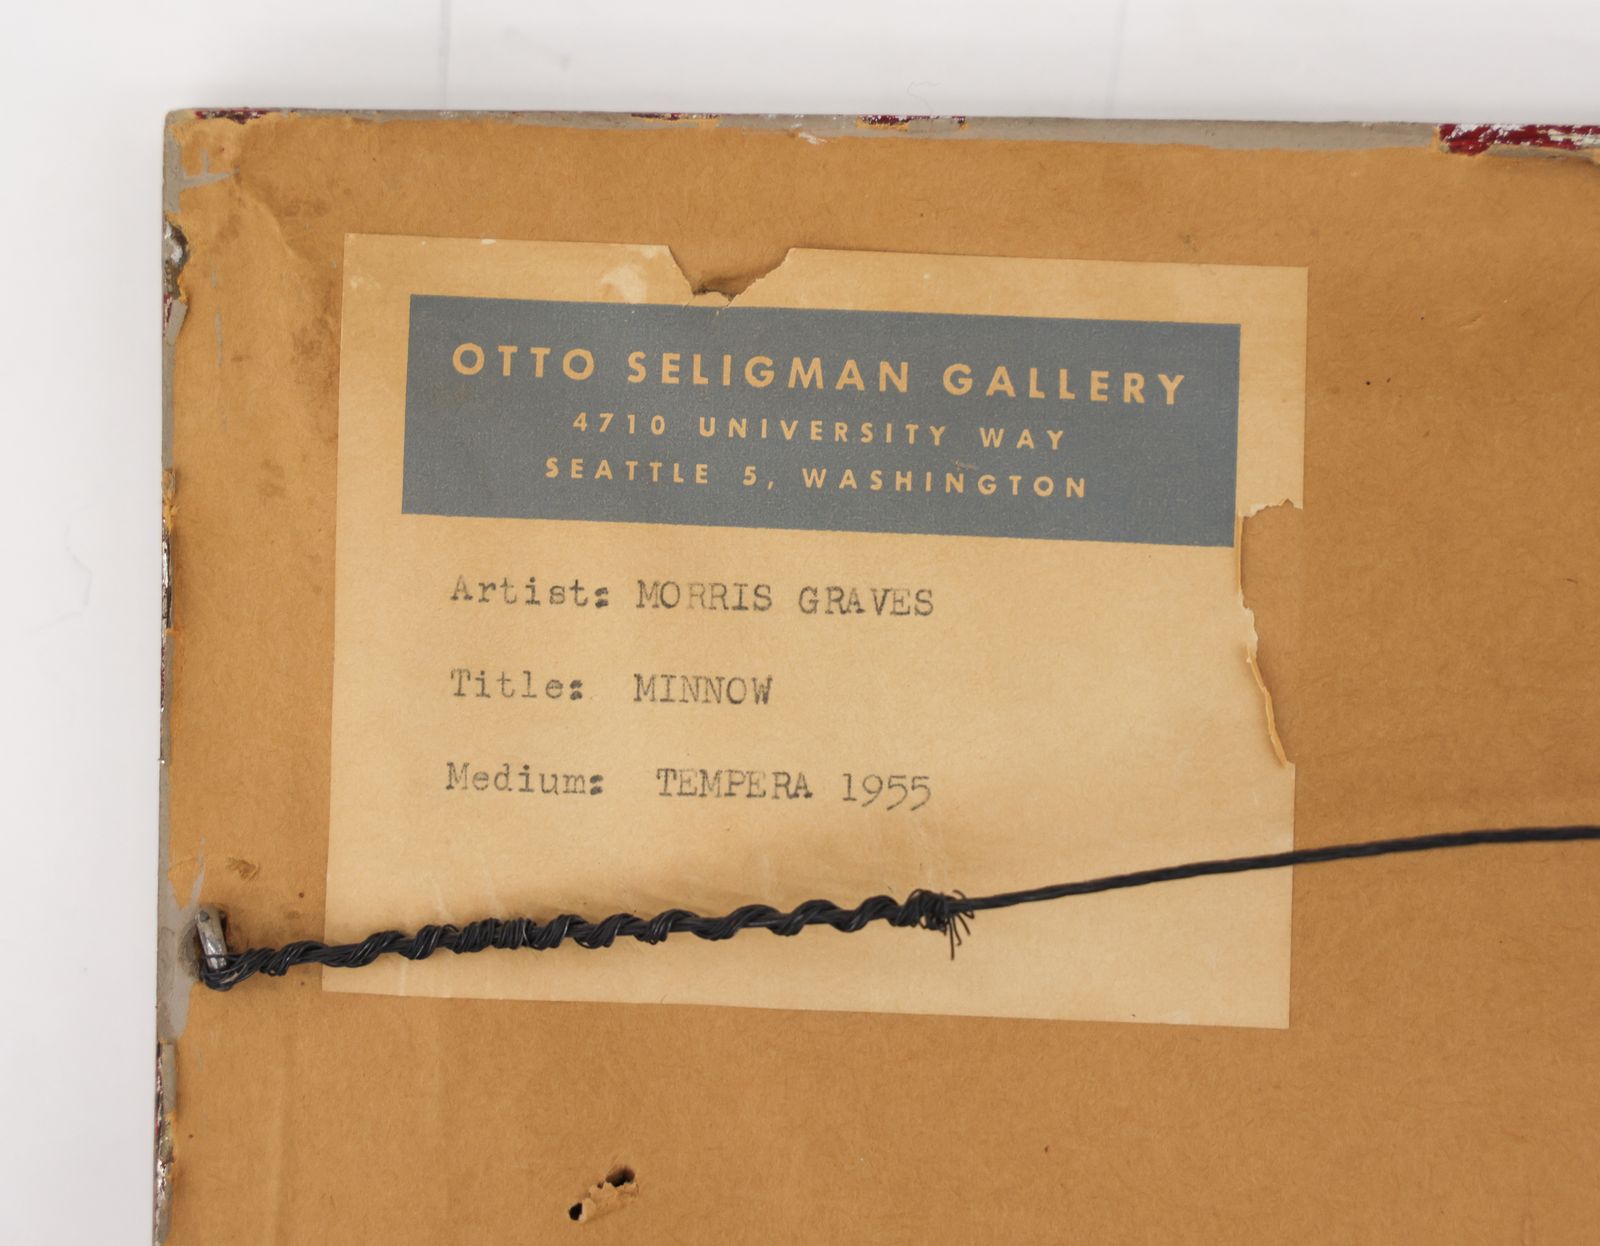 OTTO SELIGMAN GALLERY
4710 UNIVERSITY WAY
SEATTLE 5, WASHINGTON
Artist: MORRIS GRAVES
Title: MINNOW
Medium: TEMPERA 1955